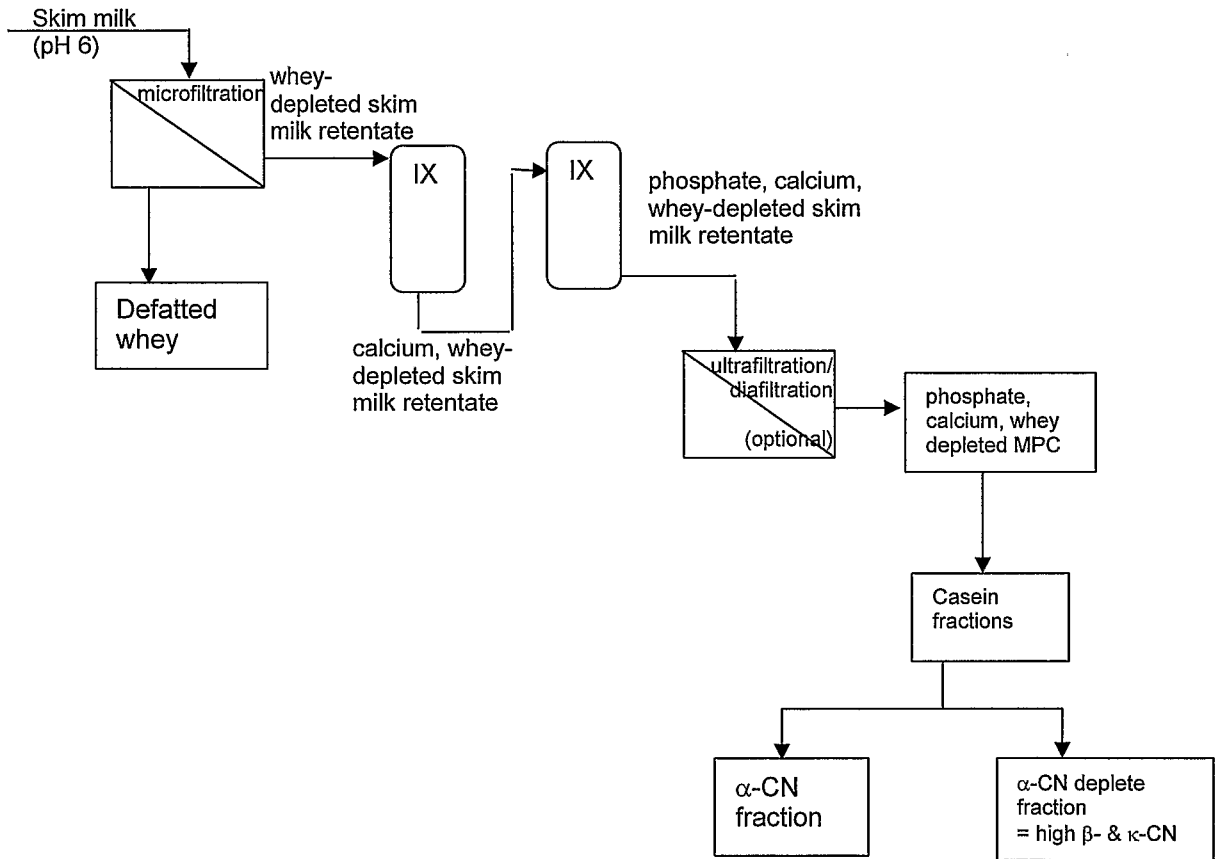 Skim milk
(pH 6)
microfiltration
whey-
depleted skim
milk retentate
IX
IX
phosphate, calcium,
whey-depleted skim
milk retentate
Defatted
whey
calcium, whey-
depleted skim
milk retentate
ultrafiltration/
diafiltration
(optional)
phosphate,
calcium, whey
depleted MPC
Casein
fractions
α-CN
fraction
α-CN deplete
fraction
= high β- & κ-CN